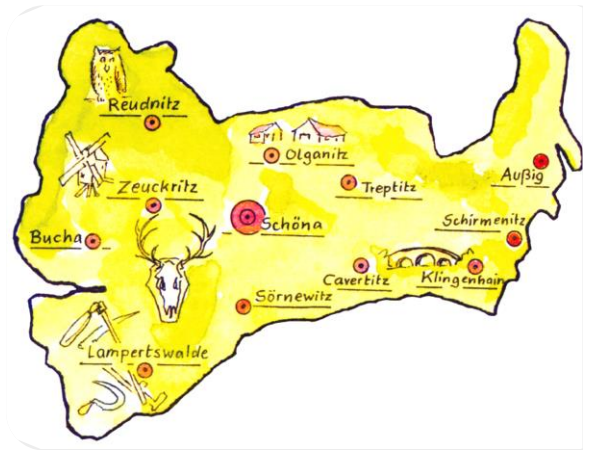 Reudnitz
Olganitz
Außig
Zeuckritz
Treptitz
Schöna
Schirmenitz
Bucha
Cavertitz
Klingenhain
Sörnewitz
Lampertswalde